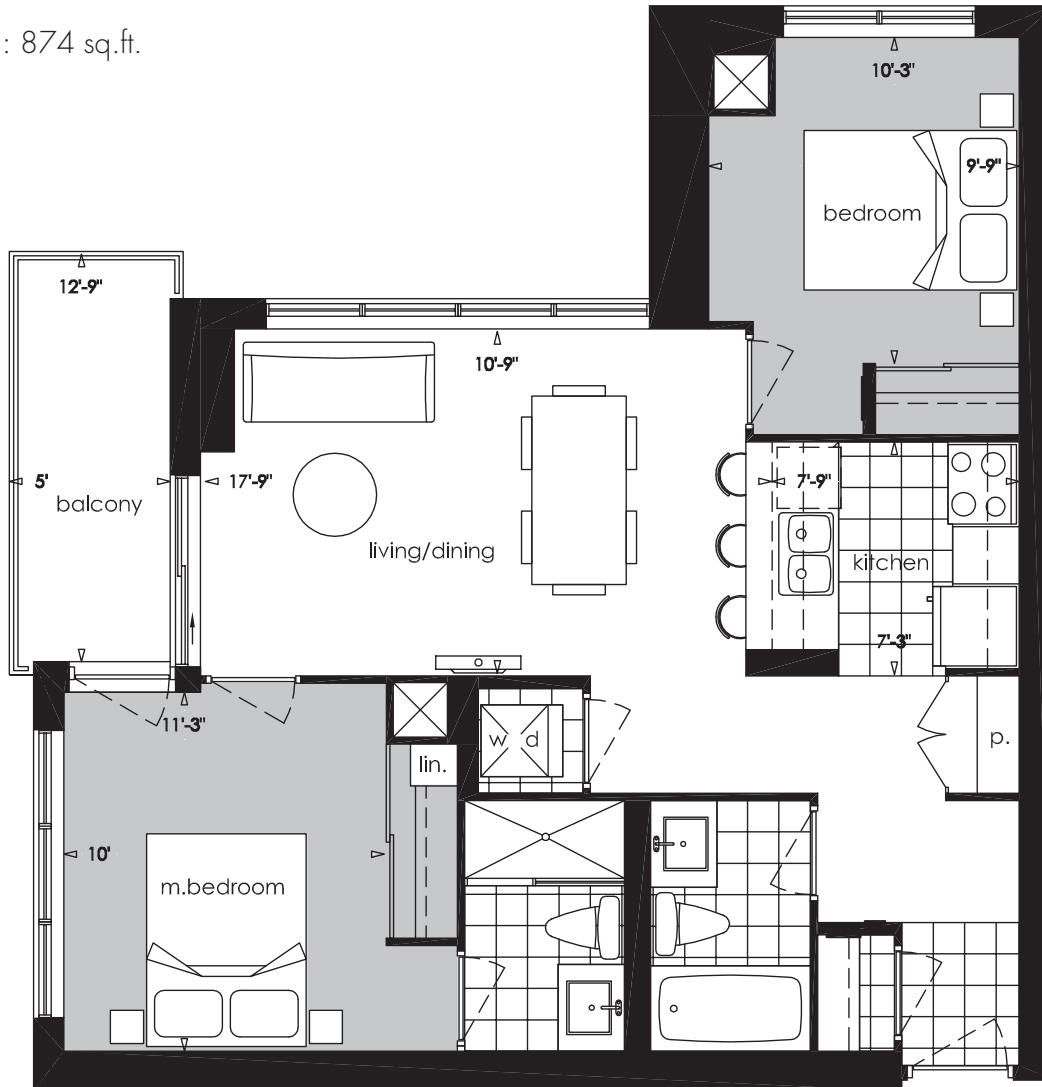 : 874 sq.ft.
10'-3"
9'-9"
bedroom
12'-9"
10'-9"
5'
balcony
17'-9"
living/dining
7'-9"
kitchen
7'-3"
11'-3"
w d
p.
lin.
10'
m.bedroom